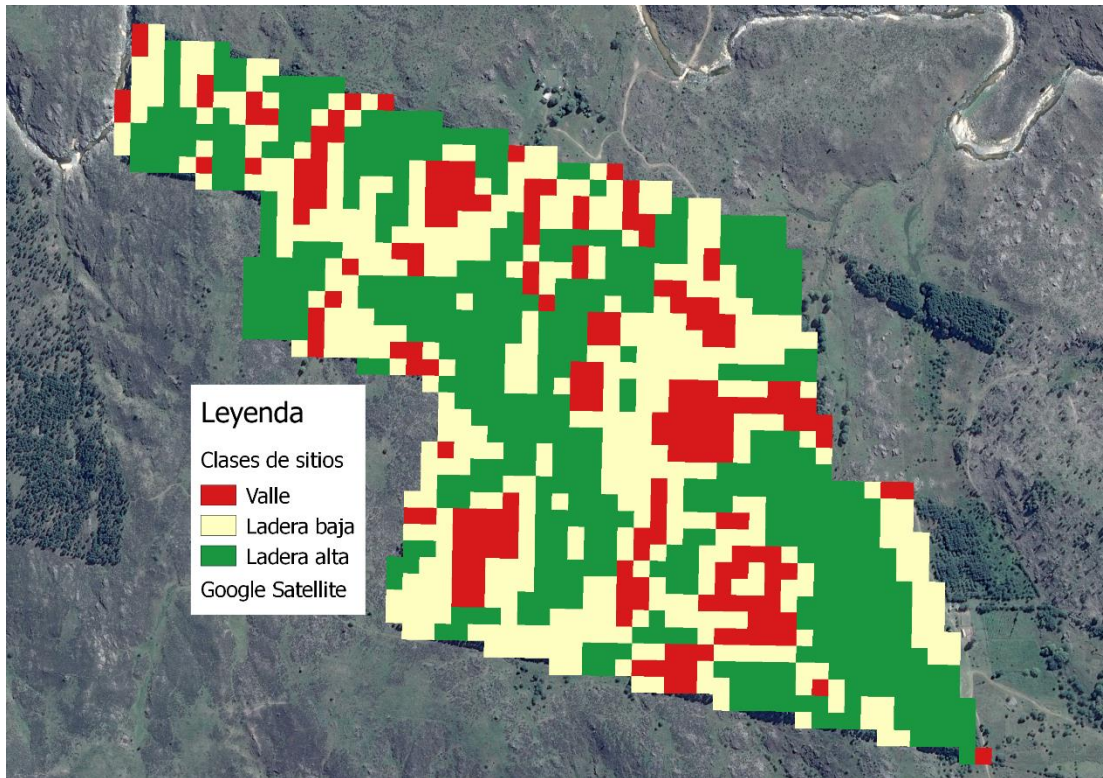 Leyenda
Clases de sitios
Valle
Ladera baja
Ladera alta
Google Satellite